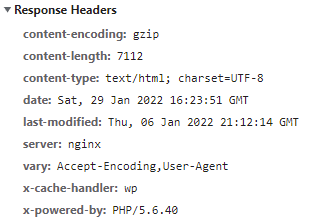 Response Headers
content-encoding: gzip
content-length: 7112
content-type: text/html; charset=UTF-8
date: Sat, 29 Jan 2022 16:23:51 GMT
last-modified: Thu, 06 Jan 2022 21:12:14 GMT
server: nginx
vary: Accept-Encoding,User-Agent
x-cache-handler: wp
x-powered-by: PHP/5.6.40